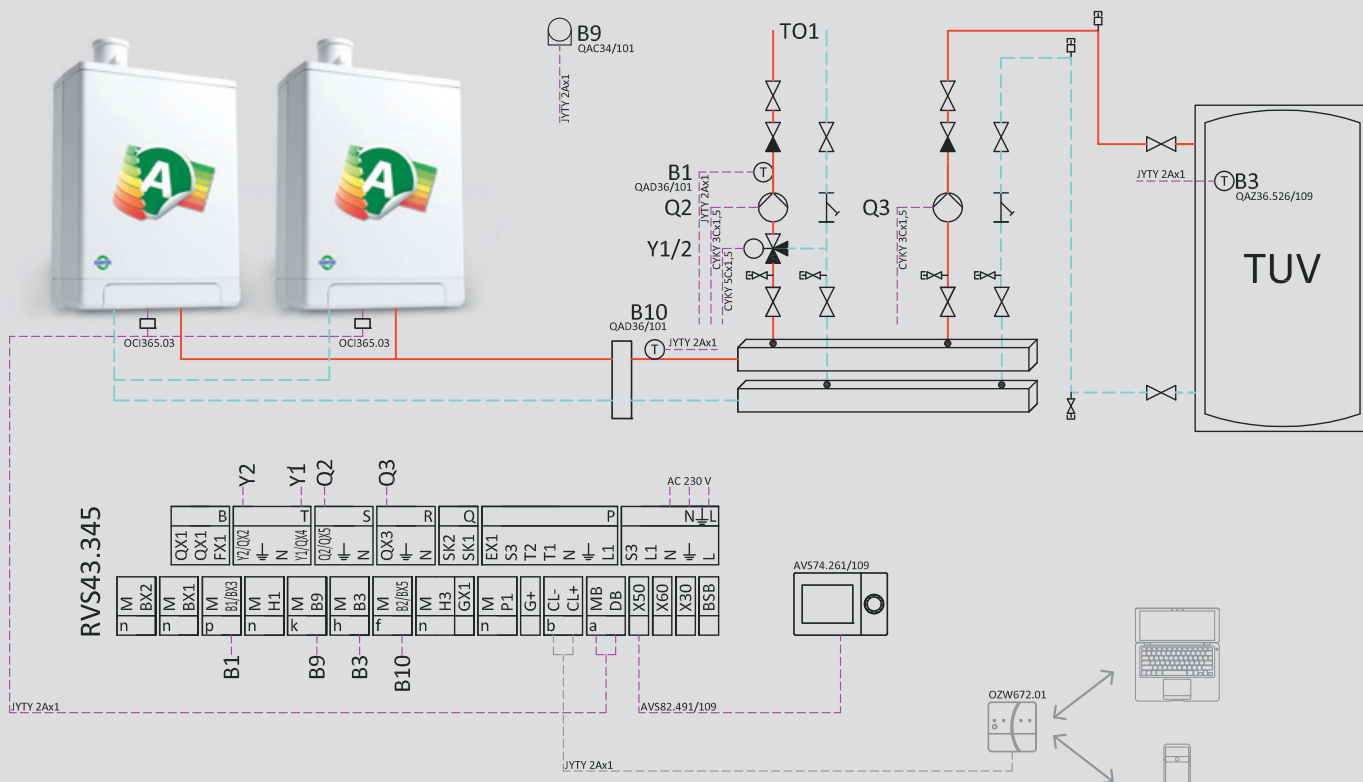 B9
QAC34/101
JYTY 2Ax1
TO1
A
A
B1
QAD36/101
JYTY 2Ax1
T
Q2
CYKY 3Cx1,5
Y1/2
CYKY 5Cx1,5
Q3
CYKY 3Cx1,5
JYTY 2Ax1
T
B3
QAZ36.526/109
TUV
B10
QAD36/101
T
JYTY 2Ax1
OCI365.03
OCI365.03
RVS43.345
Y2
Y1
Q2
Q3
AC 230 V
B
T
S
R
Q
P
N
L
QX1
QX1
FX1
Y2/QX2
N
Y1/QX4
Q2/QX5
N
QX3
N
SK2
SK1
EX1
S3
T2
T1
N
L1
S3
L1
N
L
M
BX2
M
BX1
M
B1/BX3
M
H1
M
B9
M
B3
M
B2/BX5
M
H3
GX1
M
P1
G+
CL-
CL+
MB
DB
X50
X60
X30
BSB
n
n
p
n
k
h
f
n
n
b
a
B1
B9
B3
B10
AVS74.261/109
JYTY 2Ax1
AVS82.491/109
OZW672.01
JYTY 2Ax1